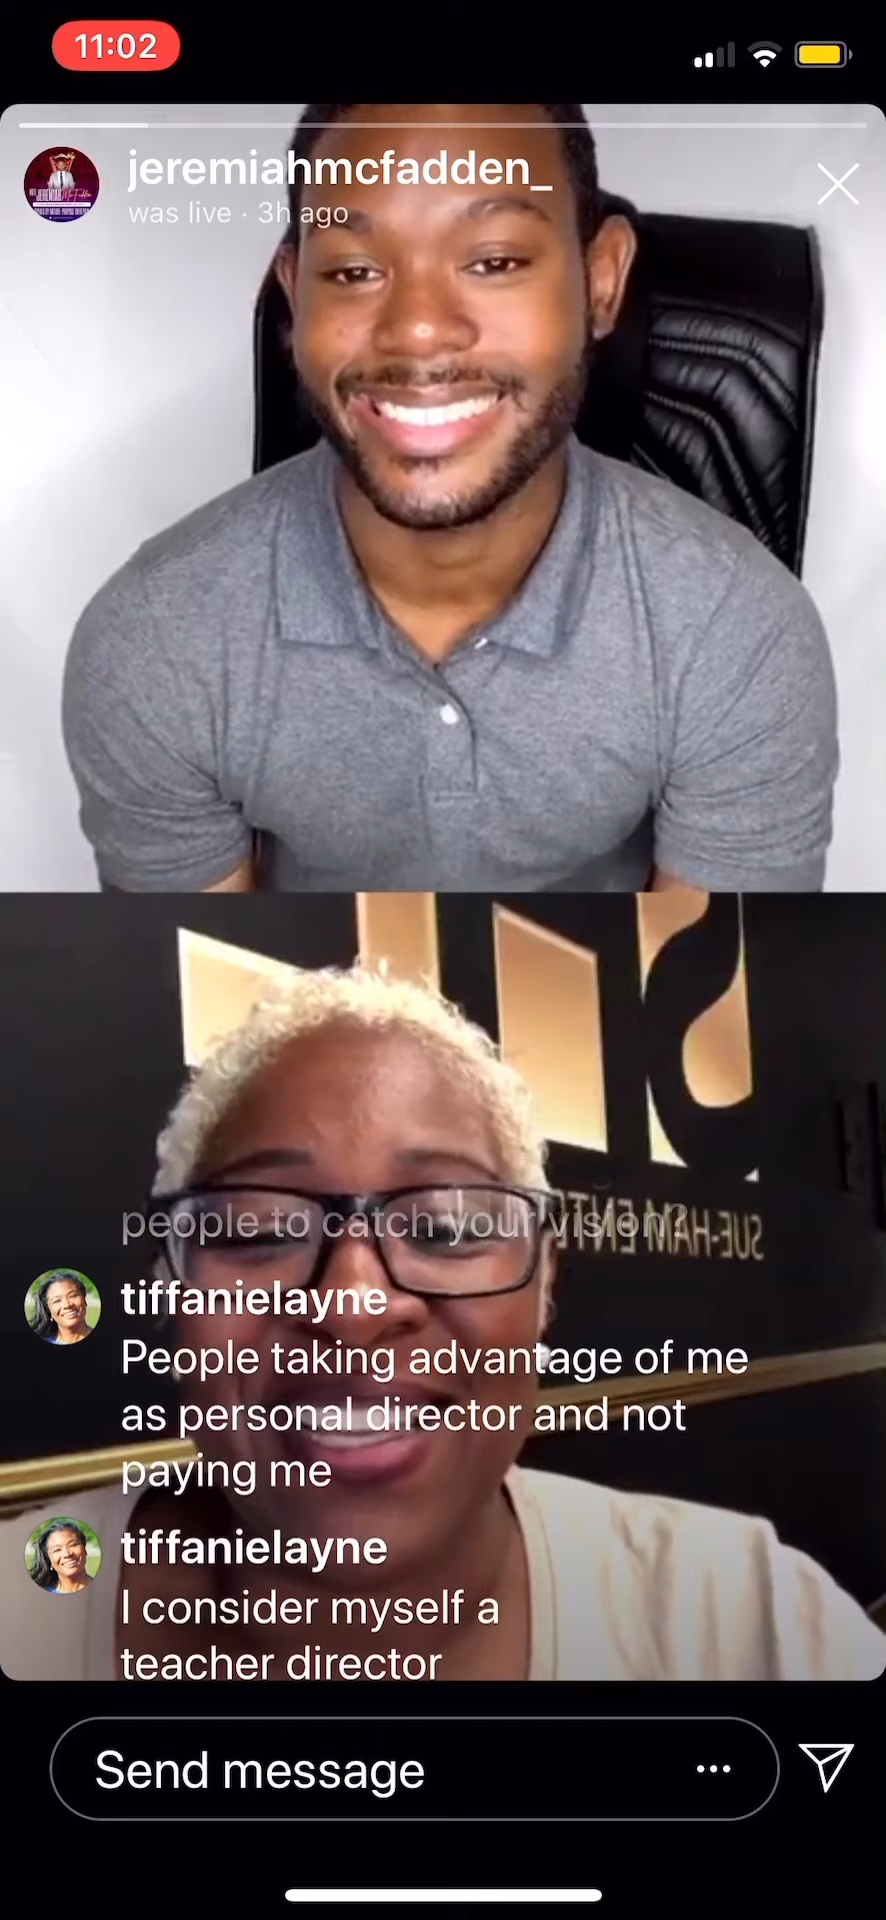 11:02
jeremiahmcfadden_
was live · 3h ago
SUE-HAM ENTE
people to catch your vision?
tiffanielayne
People taking advantage of me
as personal director and not
paying me
tiffanielayne
I consider myself a
teacher director
Send message